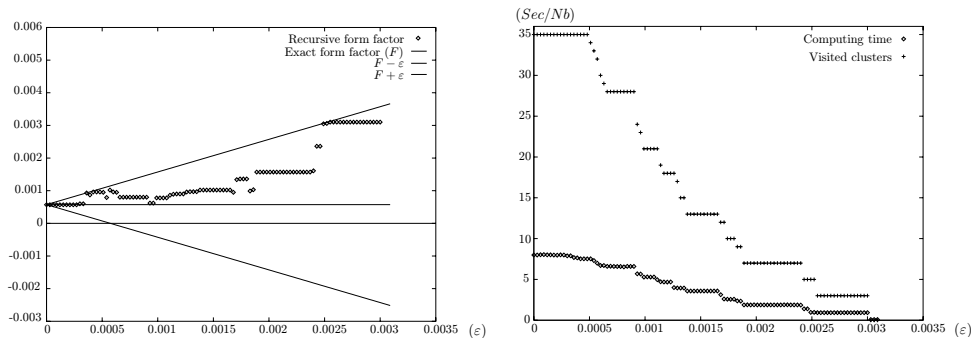 0.006
0.005
0.004
0.003
0.002
0.001
0
-0.001
-0.002
-0.003
0 0.0005 0.001 0.0015 0.002 0.0025 0.003 0.0035
(ε)
Recursive form factor
Exact form factor (F)
F − ε
F + ε
(Sec/Nb)
35
30
25
20
15
10
5
0
0 0.0005 0.001 0.0015 0.002 0.0025 0.003 0.0035
(ε)
Computing time
Visited clusters